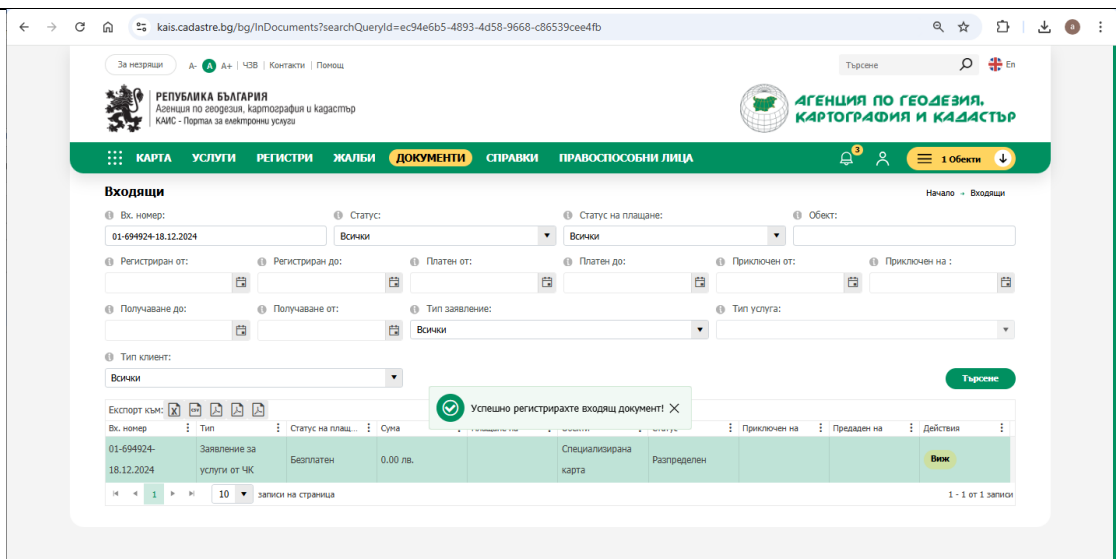 kais.cadastre.bg/bg/InDocuments?searchQueryId=ec94e6b5-4893-4d58-9668-c86539cee4fb
a
За незрящи A- A A+ | ЧЗВ | Контакти | Помощ
Търсене En
РЕПУБЛИКА БЪЛГАРИЯ
Агенция по геодезия, картография и кадастър
КАИС - Портал за електронни услуги
АГЕНЦИЯ ПО ГЕОДЕЗИЯ,
КАРТОГРАФИЯ И КАДАСТЪР
КАРТА УСЛУГИ РЕГИСТРИ ЖАЛБИ ДОКУМЕНТИ СПРАВКИ ПРАВОСПОСОБНИ ЛИЦА 3 1 Обекти
Входящи
Начало → Входящи
Вх. номер: Статус: Статус на плащане: Обект:
01-694924-18.12.2024 Всички Всички
Регистриран от: Регистриран до: Платен от: Платен до: Приключен от: Приключен на :
Получаване до: Получаване от: Тип заявление: Тип услуга:
Всички
Тип клиент:
Всички
Търсене
Експорт към:
Успешно регистрирахте входящ документ!
Вх. номер Тип Статус на плащ... Сума Приключен на Предаден на Действия
01-694924-18.12.2024 Заявление за услуги от ЧК Безплатен 0.00 лв. Специализирана карта Разпределен Виж
1 10 записи на страница 1 - 1 от 1 записи